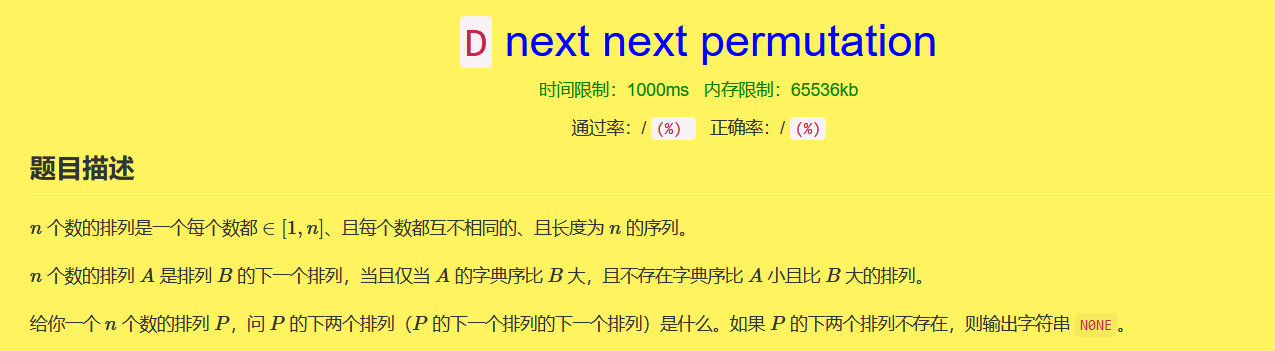 D next next permutation
时间限制：1000ms 内存限制：65536kb
通过率：/ (%) 正确率：/ (%)
题目描述
n 个数的排列是一个每个数都 ∈ [1, n]、且每个数都互不相同的、且长度为 n 的序列。
n 个数的排列 A 是排列 B 的下一个排列，当且仅当 A 的字典序比 B 大，且不存在字典序比 A 小且比 B 大的排列。
给你一个 n 个数的排列 P，问 P 的下两个排列（P 的下一个排列的下一个排列）是什么。如果 P 的下两个排列不存在，则输出字符串 N0NE 。